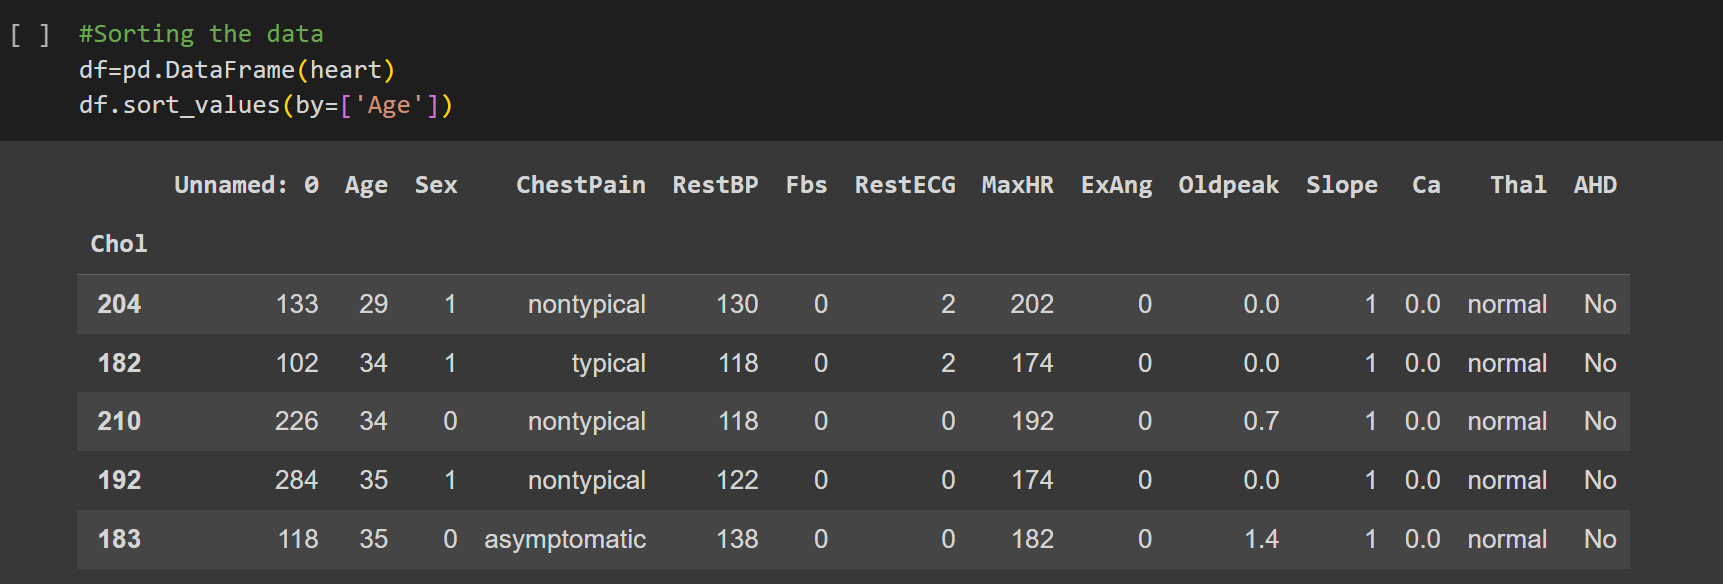 [ ] #Sorting the data
df=pd.DataFrame(heart)
df.sort_values(by=['Age'])
Unnamed: 0 Age Sex ChestPain RestBP Fbs RestECG MaxHR ExAng Oldpeak Slope Ca Thal AHD
Chol
204 133 29 1 nontypical 130 0 2 202 0 0.0 1 0.0 normal No
182 102 34 1 typical 118 0 2 174 0 0.0 1 0.0 normal No
210 226 34 0 nontypical 118 0 0 192 0 0.7 1 0.0 normal No
192 284 35 1 nontypical 122 0 0 174 0 0.0 1 0.0 normal No
183 118 35 0 asymptomatic 138 0 0 182 0 1.4 1 0.0 normal No